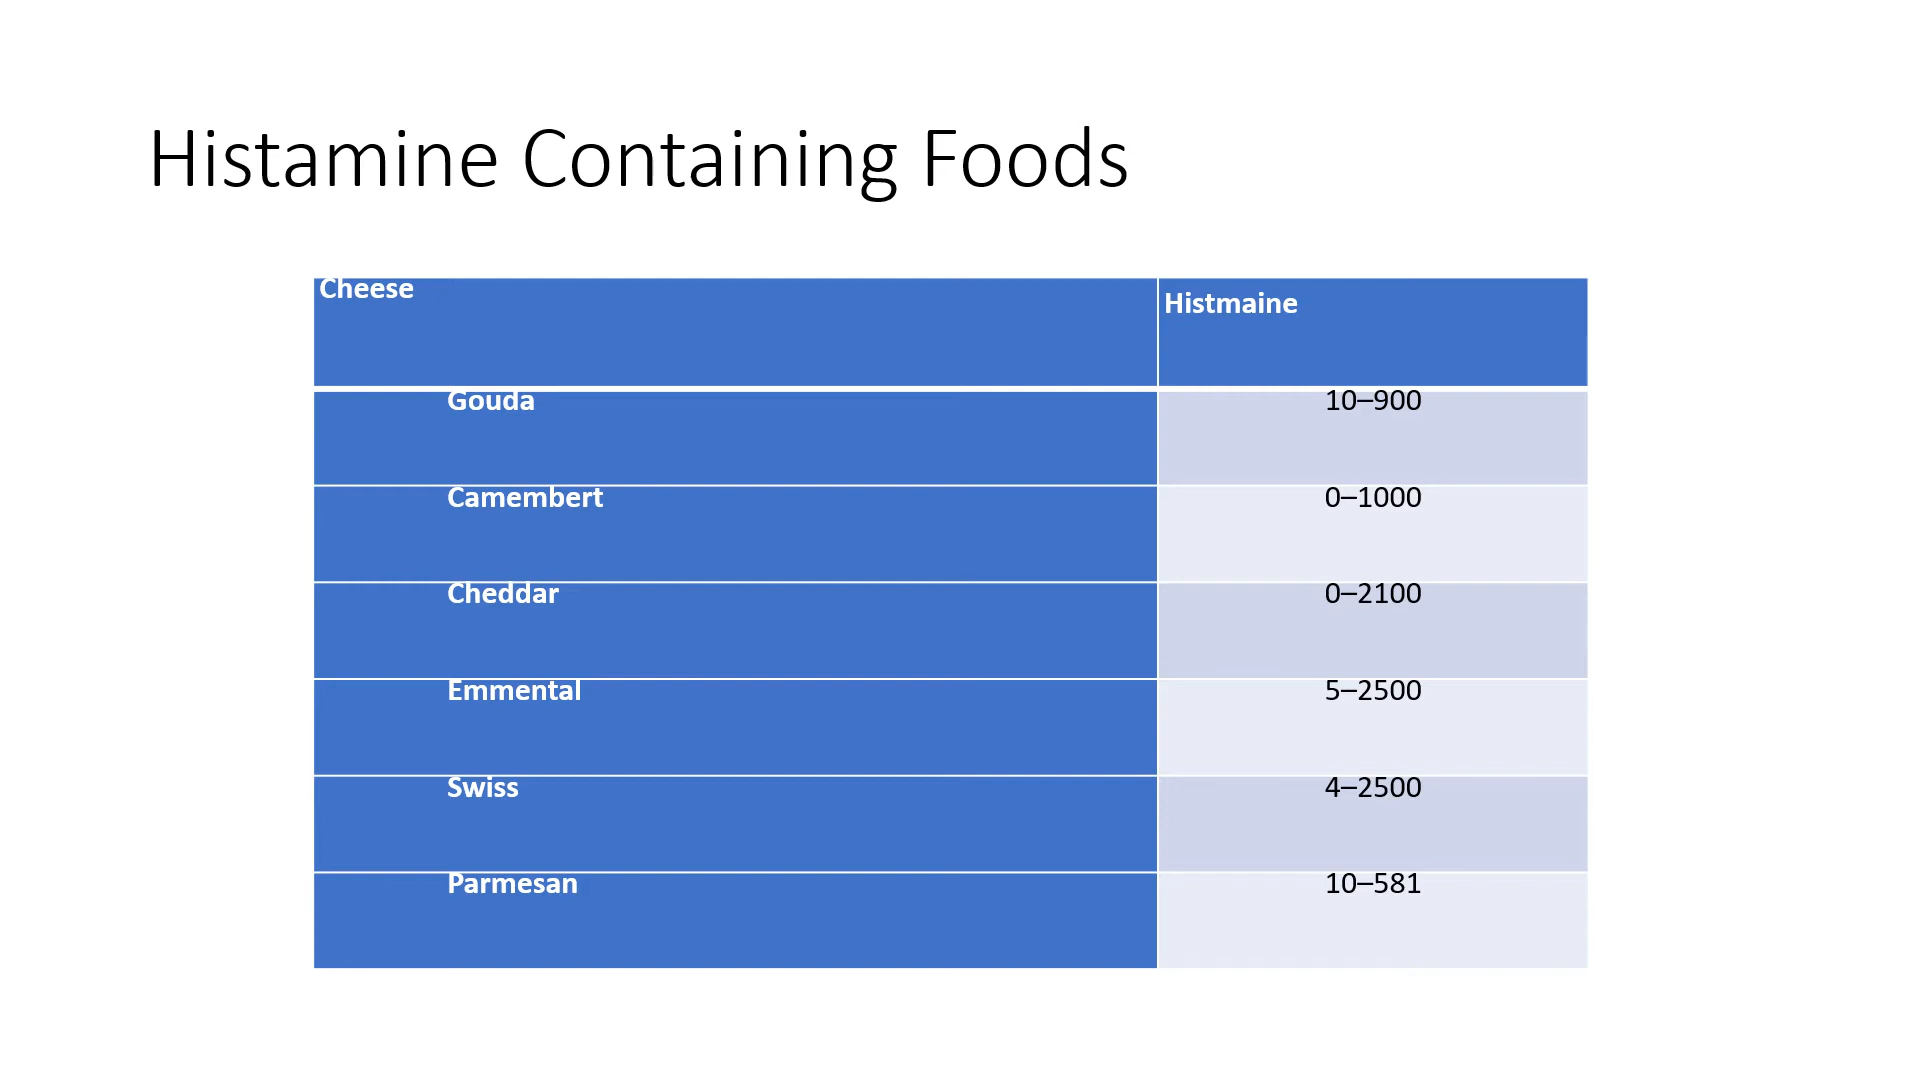 Histamine Containing Foods
Cheese Histmaine
Gouda 10–900
Camembert 0–1000
Cheddar 0–2100
Emmental 5–2500
Swiss 4–2500
Parmesan 10–581